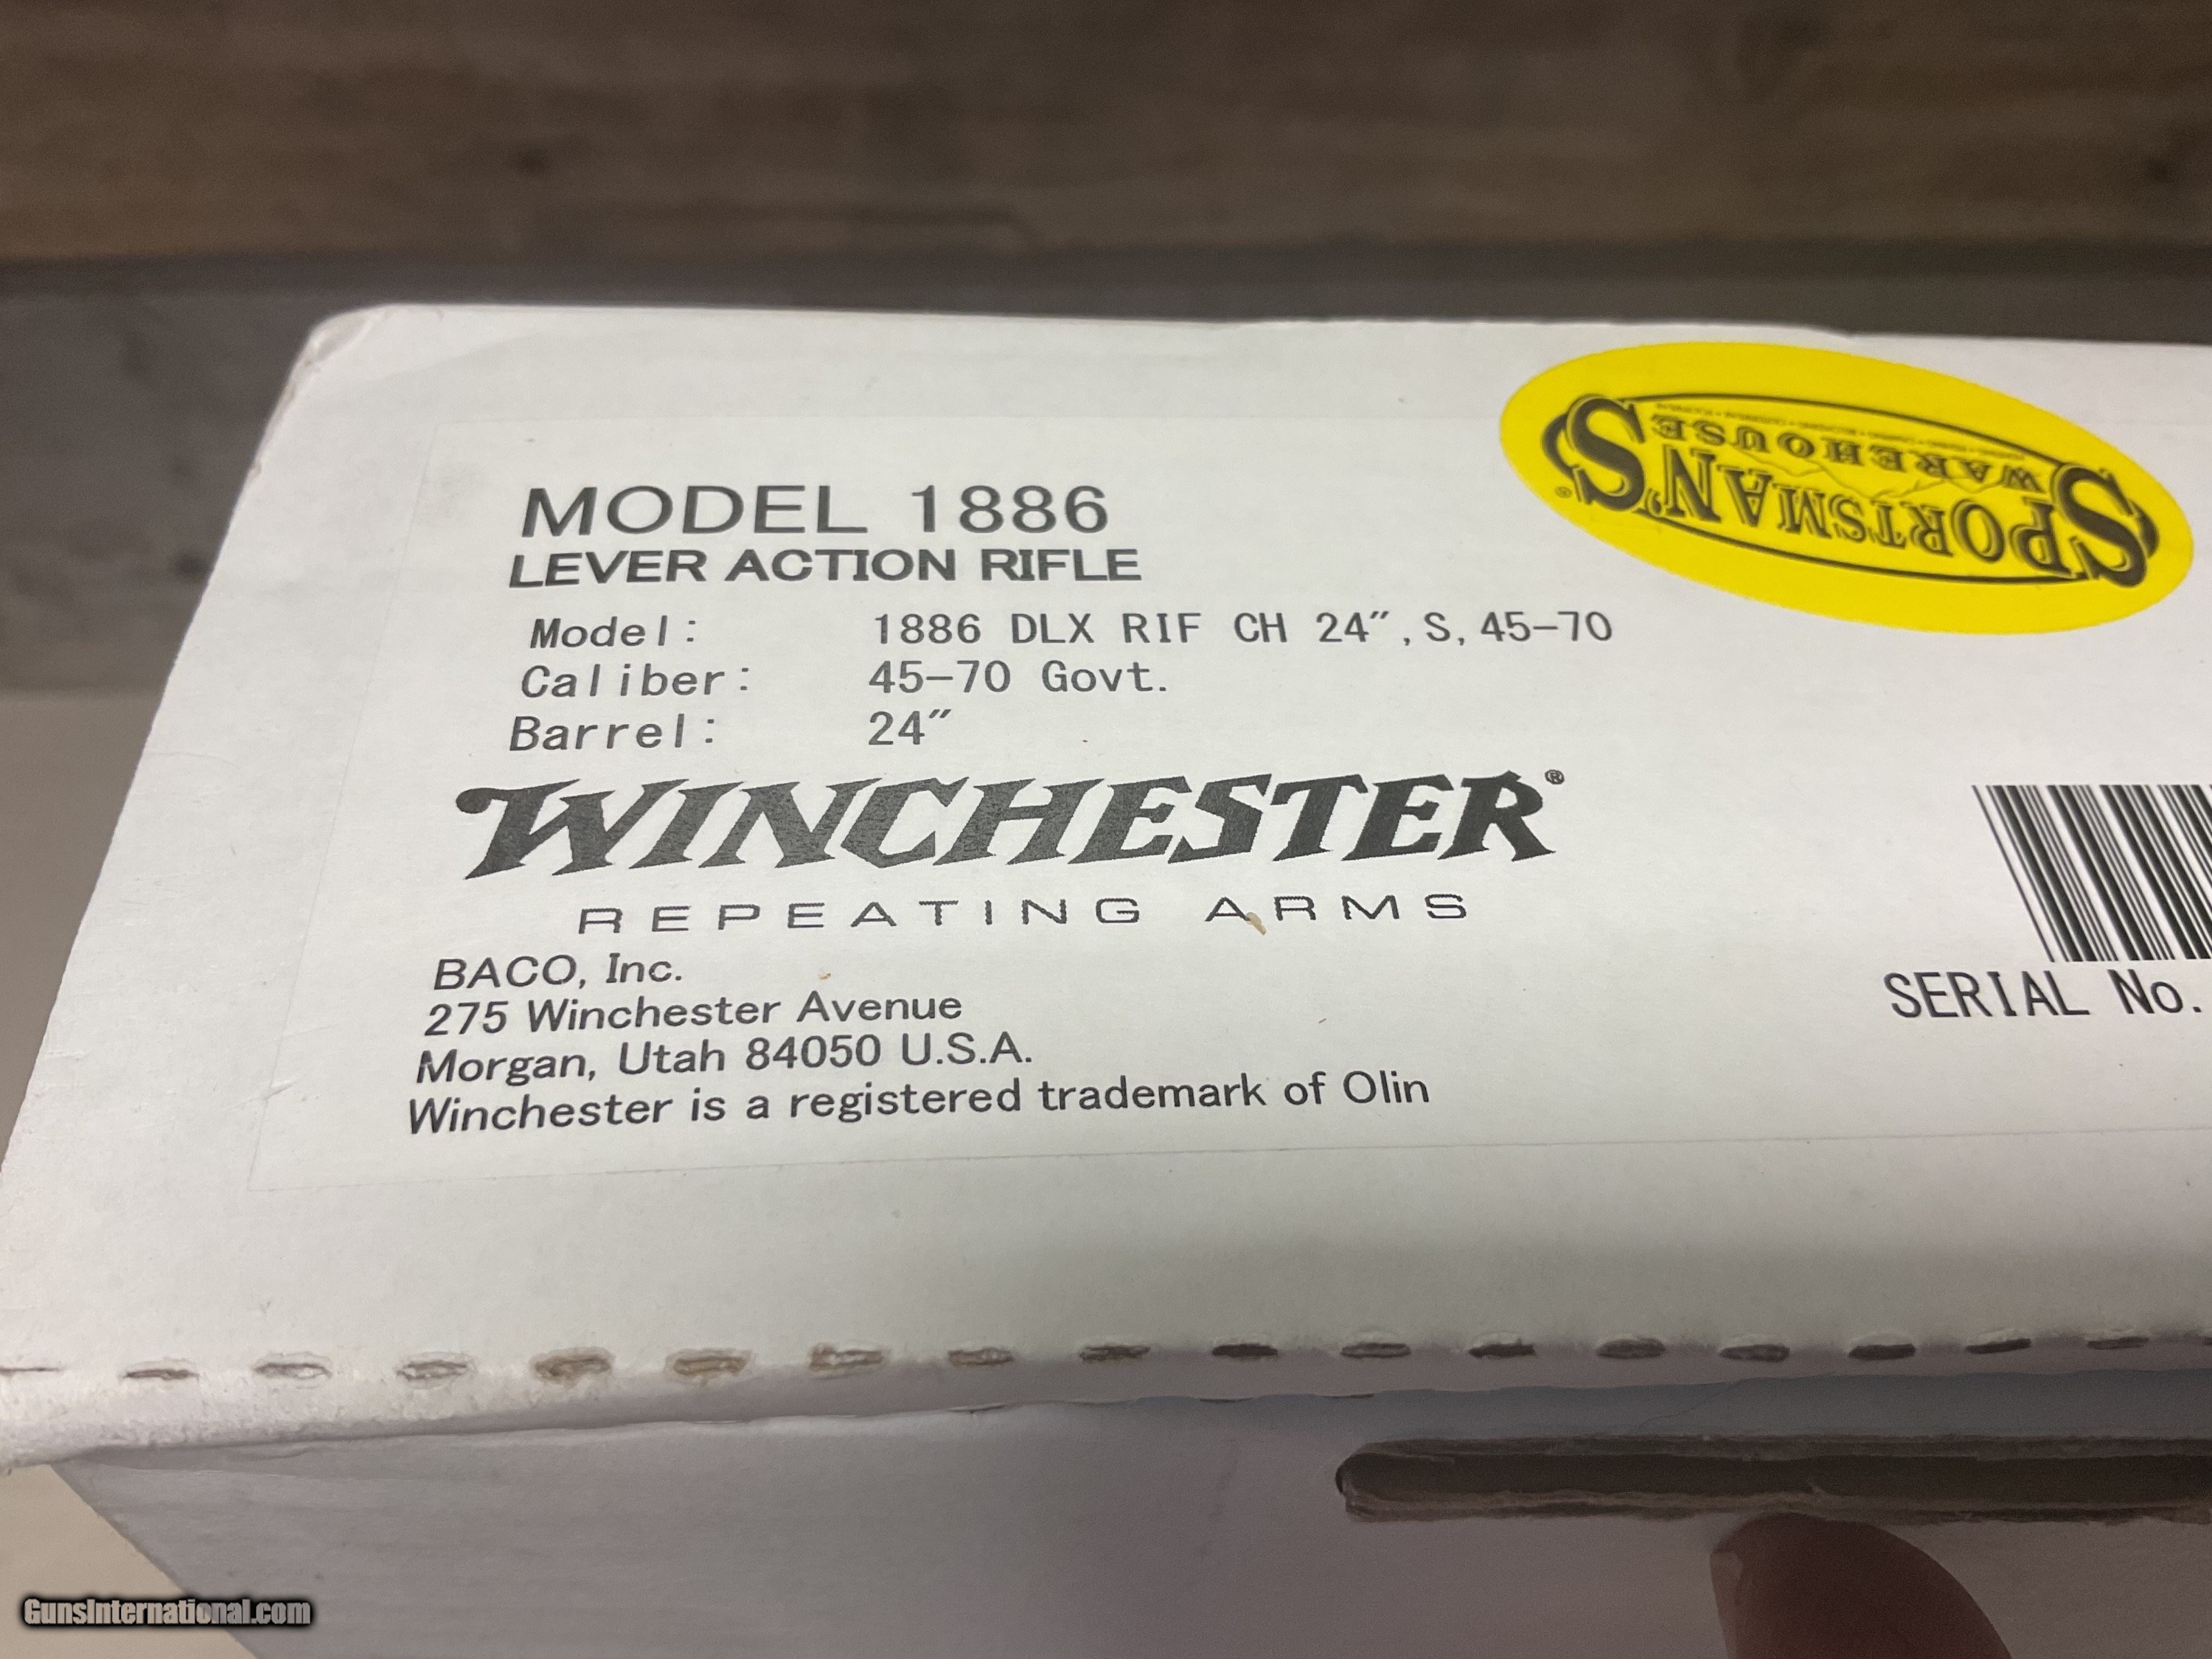 MODEL 1886
LEVER ACTION RIFLE
Model: 1886 DLX RIF CH 24″, S, 45-70
Caliber: 45-70 Govt.
Barrel: 24″
WINCHESTER®
REPEATING ARMS
BACO, Inc.
275 Winchester Avenue
Morgan, Utah 84050 U.S.A.
Winchester is a registered trademark of Olin
SPORTSMAN'S
WAREHOUSE
®
SERIAL No.
GunsInternational.com